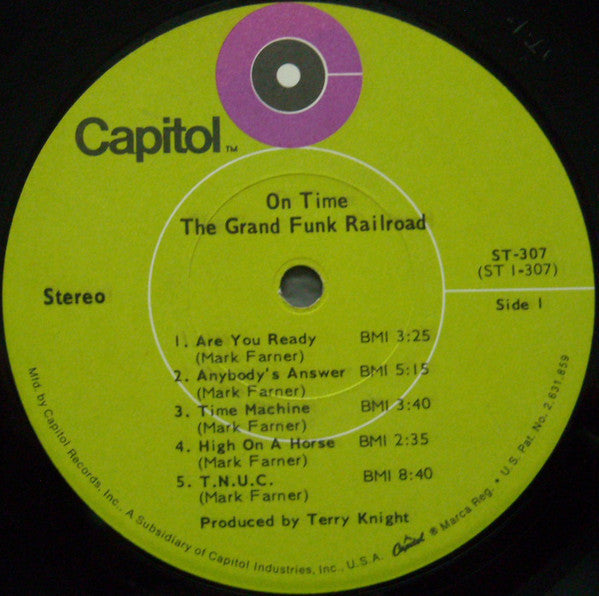 Capitol™
On Time
The Grand Funk Railroad
ST-307
(ST 1-307)
Stereo
Side 1
1. Are You Ready BMI 3:25
(Mark Farner)
2. Anybody's Answer BMI 5:15
(Mark Farner)
3. Time Machine BMI 3:40
(Mark Farner)
4. High On A Horse BMI 2:35
(Mark Farner)
5. T.N.U.C. BMI 8:40
(Mark Farner)
Produced by Terry Knight
Mfd. by Capitol Records, Inc., A Subsidiary of Capitol Industries, Inc., U.S.A. Capitol ® Marca Reg. • U.S. Pat. No. 2,631,859